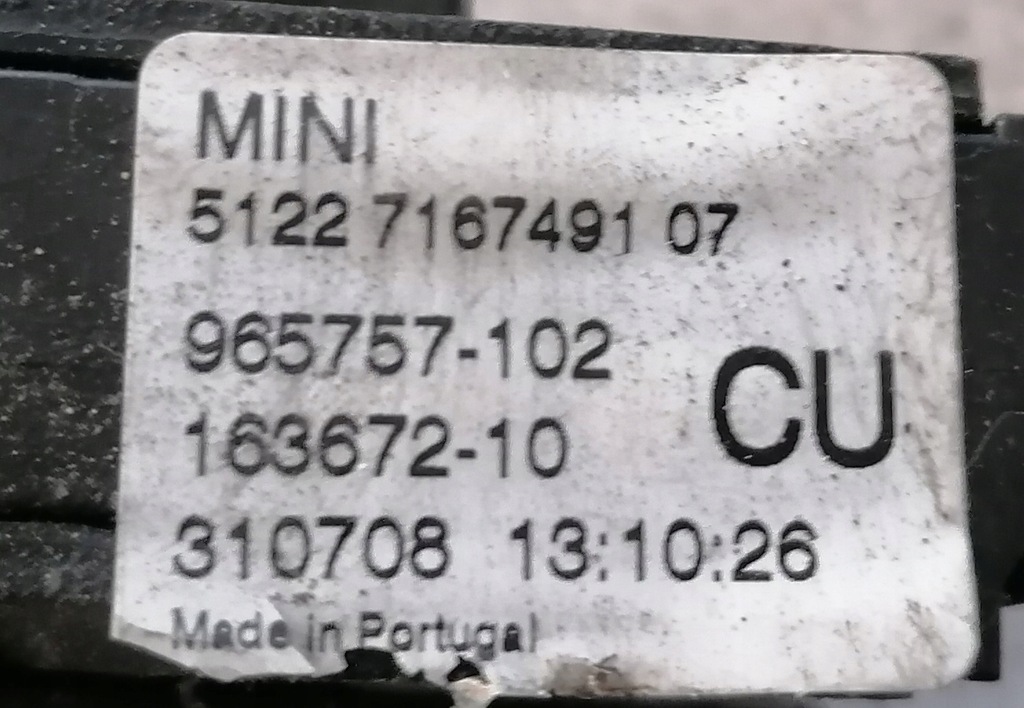 MINI
5122 7167491 07
965757-102
CU
163672-10
310708 13:10:26
Made in Portugal